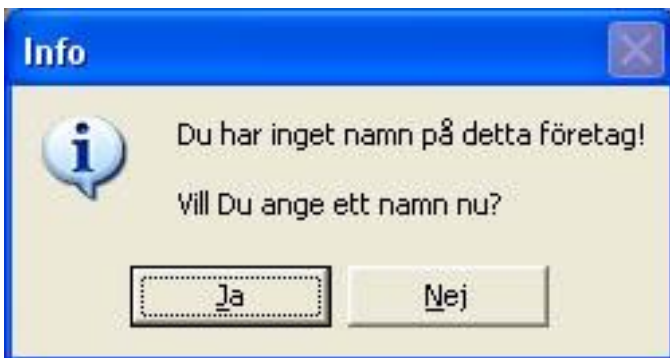 Info
Du har inget namn på detta företag!
Vill Du ange ett namn nu?
Ja Nej